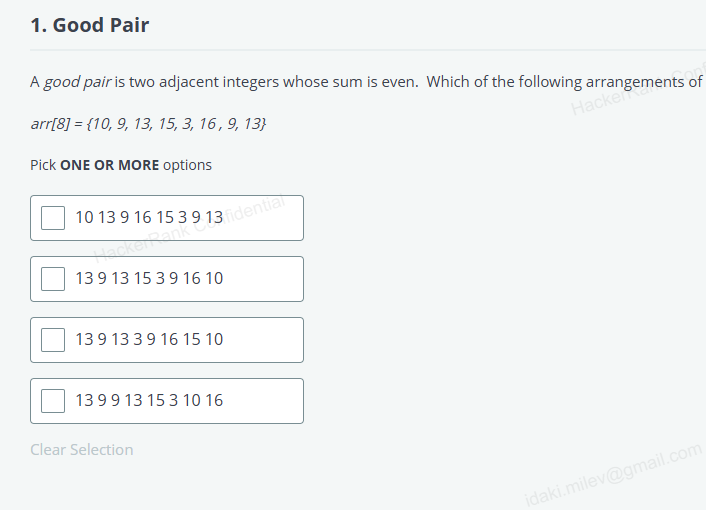 1. Good Pair
A good pair is two adjacent integers whose sum is even. Which of the following arrangements of
arr[8] = {10, 9, 13, 15, 3, 16 , 9, 13}
Pick ONE OR MORE options
10 13 9 16 15 3 9 13
13 9 13 15 3 9 16 10
13 9 13 3 9 16 15 10
13 9 9 13 15 3 10 16
Clear Selection
HackerRank Conf
HackerRank Confidential
idaki.milev@gmail.com